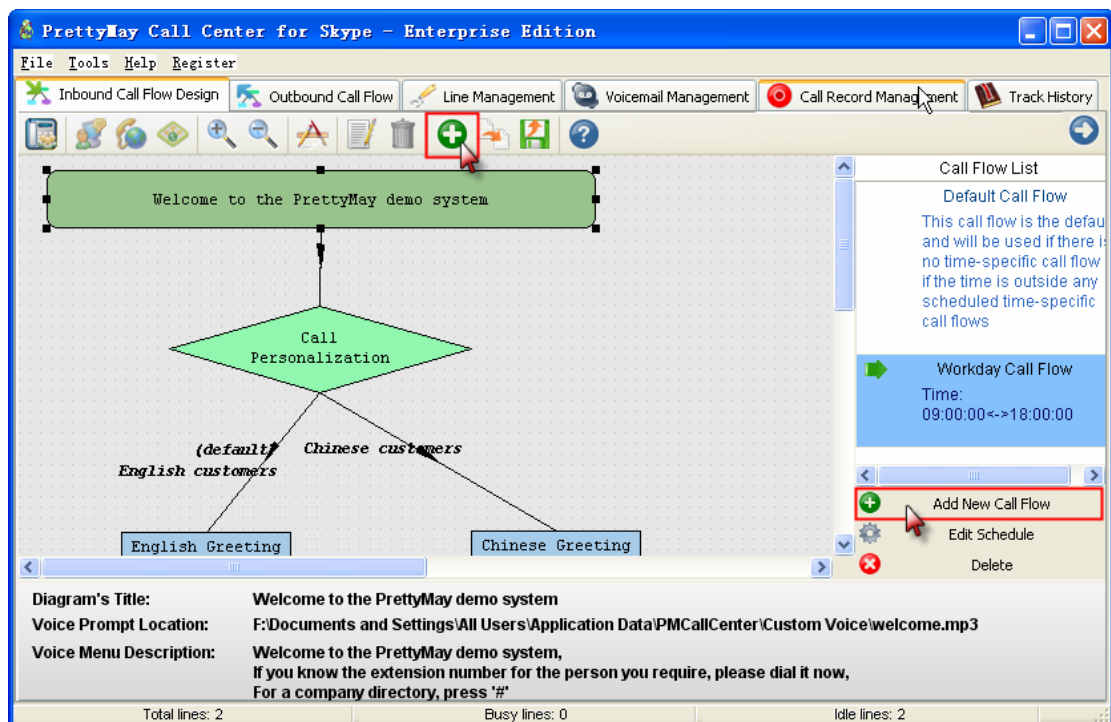 PrettyMay Call Center for Skype - Enterprise Edition
File Tools Help Register
Inbound Call Flow Design Outbound Call Flow Line Management Voicemail Management Call Record Management Track History
Call Flow List
Welcome to the PrettyMay demo system
Default Call Flow
This call flow is the defau
and will be used if there is
no time-specific call flow
if the time is outside any
scheduled time-specific
call flows
Call
Personalization
Workday Call Flow
Time:
09:00:00<->18:00:00
(default)
English customers
Chinese customers
English Greeting
Chinese Greeting
Add New Call Flow
Edit Schedule
Delete
Diagram's Title: Welcome to the PrettyMay demo system
Voice Prompt Location: F:\Documents and Settings\All Users\Application Data\PMCallCenter\Custom Voice\welcome.mp3
Voice Menu Description: Welcome to the PrettyMay demo system,
If you know the extension number for the person you require, please dial it now,
For a company directory, press '#'
Total lines: 2 Busy lines: 0 Idle lines: 2